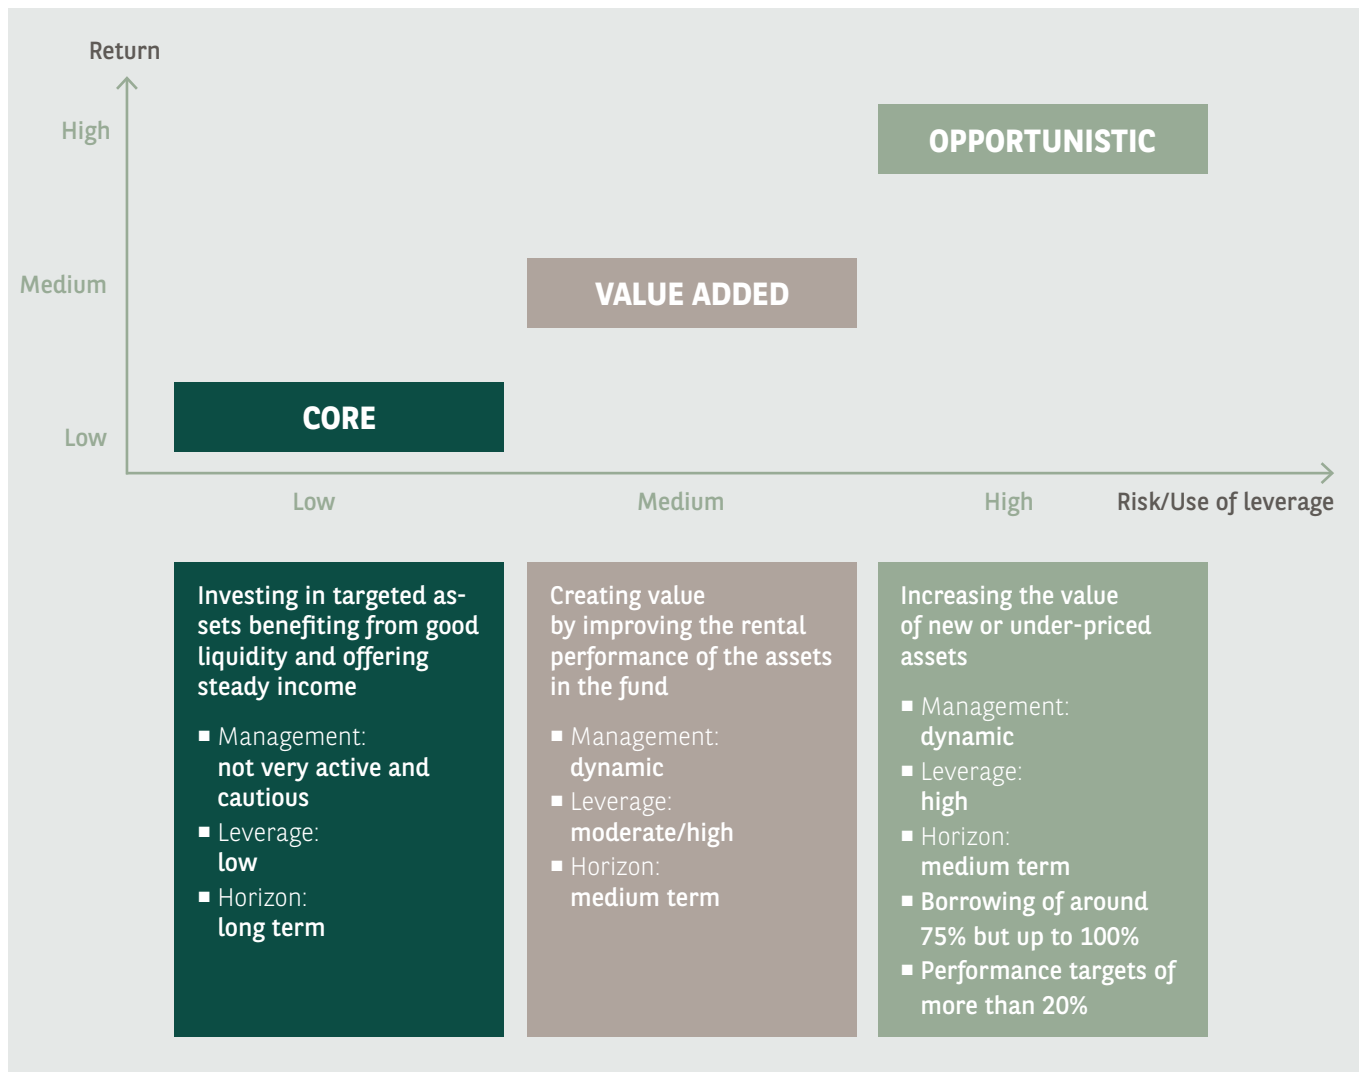 Return
High
OPPORTUNISTIC
Medium
VALUE ADDED
CORE
Low
Low
Medium
High
Risk/Use of leverage
Investing in targeted as-
sets benefiting from good
liquidity and offering
steady income
■ Management:
not very active and
cautious
■ Leverage:
low
■ Horizon:
long term
Creating value
by improving the rental
performance of the assets
in the fund
■ Management:
dynamic
■ Leverage:
moderate/high
■ Horizon:
medium term
Increasing the value
of new or under-priced
assets
■ Management:
dynamic
■ Leverage:
high
■ Horizon:
medium term
■ Borrowing of around
75% but up to 100%
■ Performance targets of
more than 20%